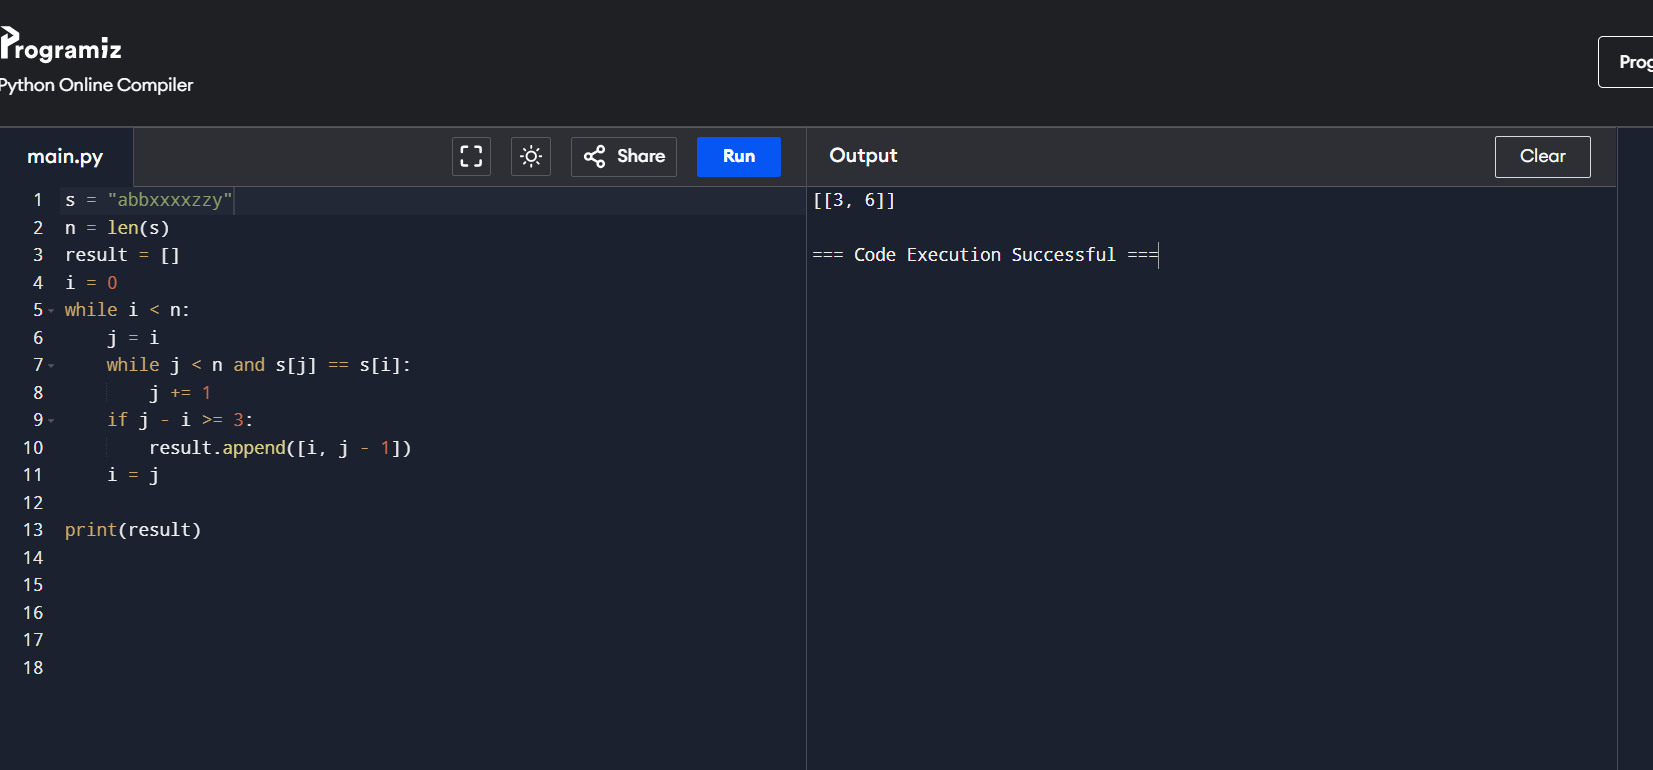 Programiz
Python Online Compiler
Prog
main.py
Share
Run
Output
Clear
1 s = "abbxxxxzzy"
2 n = len(s)
3 result = []
4 i = 0
5 while i < n:
6     j = i
7     while j < n and s[j] == s[i]:
8         j += 1
9     if j - i >= 3:
10         result.append([i, j - 1])
11     i = j
12
13 print(result)
14
15
16
17
18
[[3, 6]]
=== Code Execution Successful ===